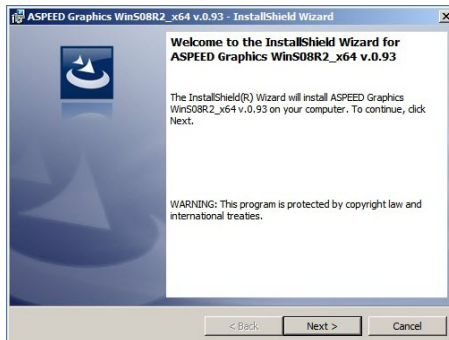 ASPEED Graphics WinS08R2_x64 v.0.93 - InstallShield Wizard
Welcome to the InstallShield Wizard for
ASPEED Graphics WinS08R2_x64 v.0.93
The InstallShield(R) Wizard will install ASPEED Graphics
WinS08R2_x64 v.0.93 on your computer. To continue, click
Next.
WARNING: This program is protected by copyright law and
international treaties.
< Back Next > Cancel